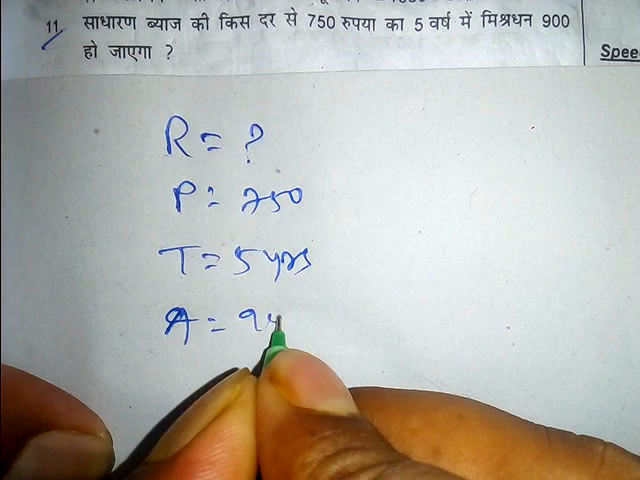 11. साधारण ब्याज की किस दर से 750 रुपया का 5 वर्ष में मिश्रधन 900
हो जाएगा ?
Spee
R = ?
P = 750
T = 5 yrs
A = 9